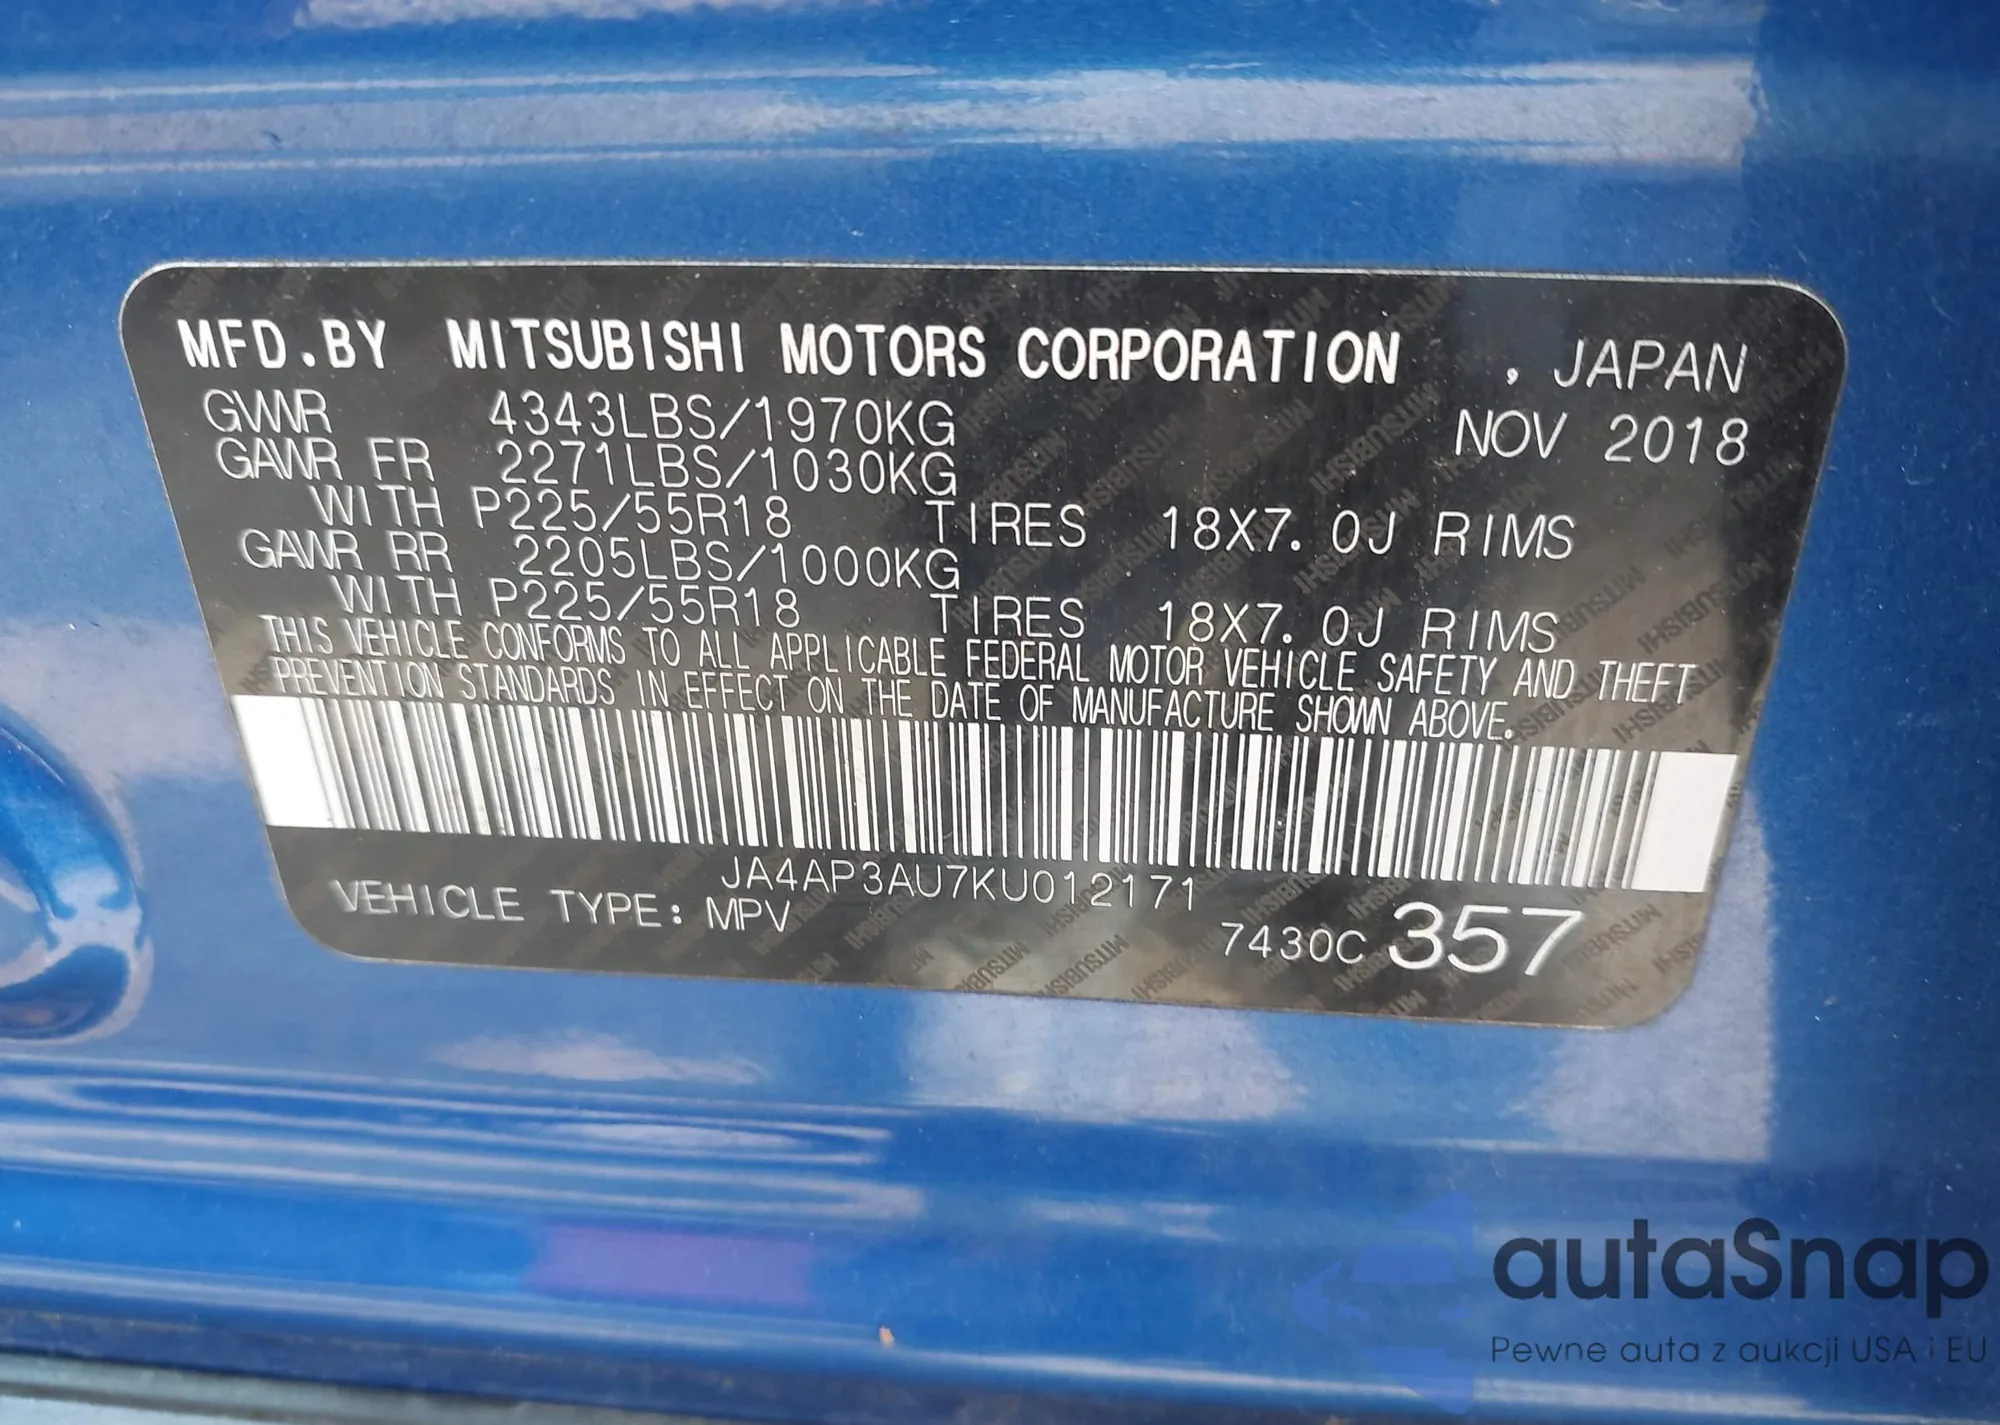 MFD.BY MITSUBISHI MOTORS CORPORATION , JAPAN
GVWR 4343LBS/1970KG NOV 2018
GAWR FR 2271LBS/1030KG
WITH P225/55R18 TIRES 18X7.0J RIMS
GAWR RR 2205LBS/1000KG
WITH P225/55R18 TIRES 18X7.0J RIMS
THIS VEHICLE CONFORMS TO ALL APPLICABLE FEDERAL MOTOR VEHICLE SAFETY AND THEFT
PREVENTION STANDARDS IN EFFECT ON THE DATE OF MANUFACTURE SHOWN ABOVE.
JA4AP3AU7KU012171
VEHICLE TYPE: MPV 7430C 357
autaSnap
Pewne auta z aukcji USA i EU